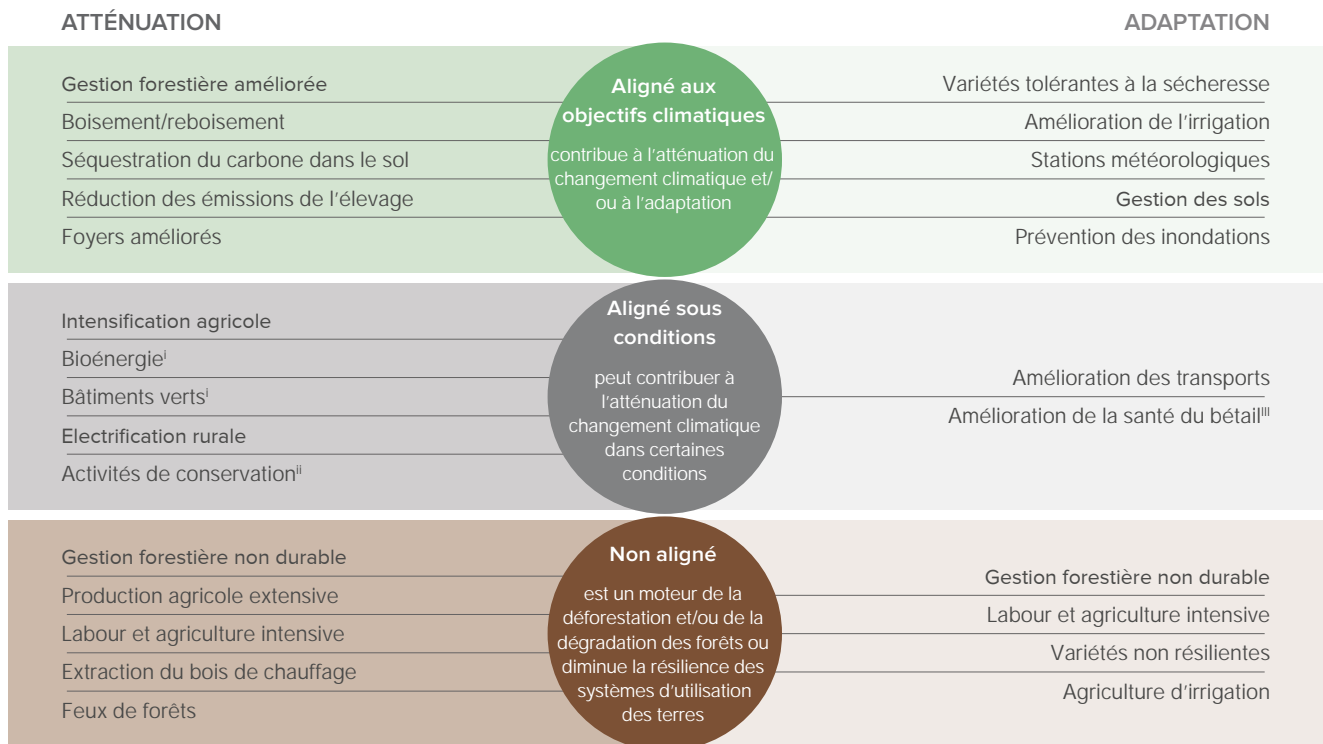 ATTÉNUATION
ADAPTATION
Gestion forestière améliorée
Boisement/reboisement
Séquestration du carbone dans le sol
Réduction des émissions de l'élevage
Foyers améliorés
Aligné aux
objectifs climatiques
contribue à l'atténuation du
changement climatique et/
ou à l'adaptation
Variétés tolérantes à la sécheresse
Amélioration de l'irrigation
Stations météorologiques
Gestion des sols
Prévention des inondations
Intensification agricole
Bioénergieⁱ
Bâtiments vertsⁱ
Electrification rurale
Activités de conservationⁱⁱ
Aligné sous
conditions
peut contribuer à
l'atténuation du
changement climatique
dans certaines
conditions
Amélioration des transports
Amélioration de la santé du bétailᴵᴵᴵ
Gestion forestière non durable
Production agricole extensive
Labour et agriculture intensive
Extraction du bois de chauffage
Feux de forêts
Non aligné
est un moteur de la
déforestation et/ou de la
dégradation des forêts ou
diminue la résilience des
systèmes d'utilisation
des terres
Gestion forestière non durable
Labour et agriculture intensive
Variétés non résilientes
Agriculture d'irrigation